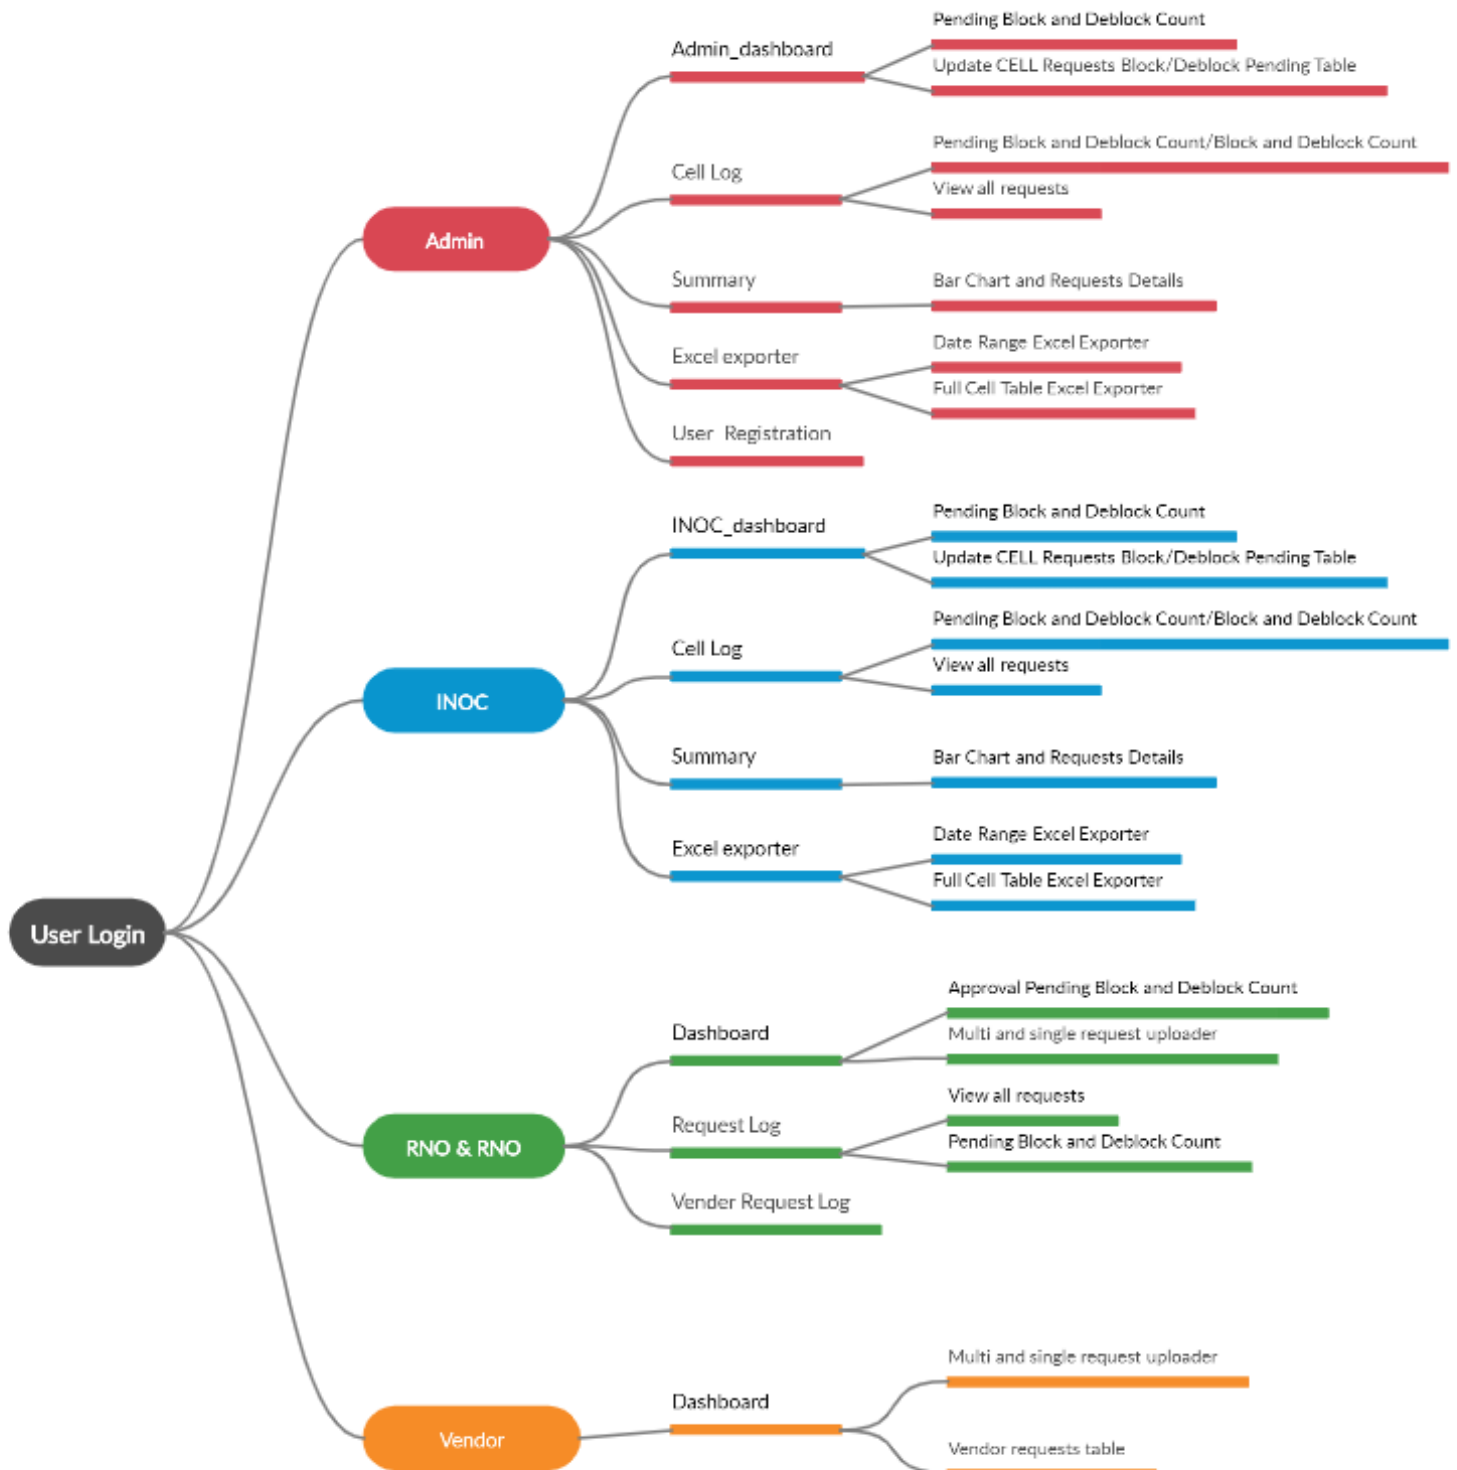 User Login
Admin
Admin_dashboard
Pending Block and Deblock Count
Update CELL Requests Block/Deblock Pending Table
Cell Log
Pending Block and Deblock Count/Block and Deblock Count
View all requests
Summary
Bar Chart and Requests Details
Excel exporter
Date Range Excel Exporter
Full Cell Table Excel Exporter
User Registration
INOC
INOC_dashboard
Pending Block and Deblock Count
Update CELL Requests Block/Deblock Pending Table
Cell Log
Pending Block and Deblock Count/Block and Deblock Count
View all requests
Summary
Bar Chart and Requests Details
Excel exporter
Date Range Excel Exporter
Full Cell Table Excel Exporter
RNO & RNO
Dashboard
Approval Pending Block and Deblock Count
Multi and single request uploader
Request Log
View all requests
Pending Block and Deblock Count
Vender Request Log
Vendor
Dashboard
Multi and single request uploader
Vendor requests table